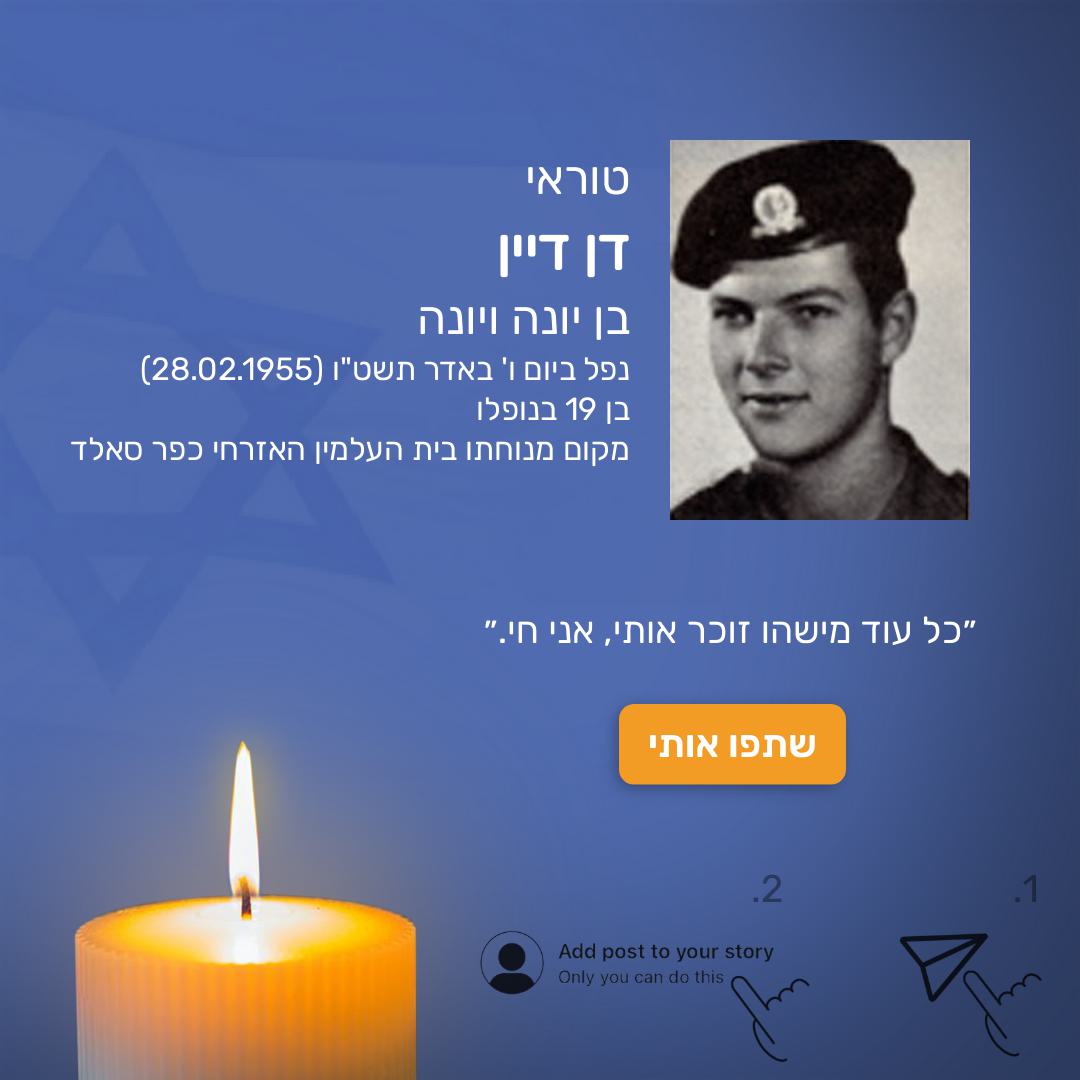 טוראי
דן דיין
בן יונה ויונה
נפל ביום ו' באדר תשט"ו (28.02.1955)
בן 19 בנופלו
מקום מנוחתו בית העלמין האזרחי כפר סאלד
״כל עוד מישהו זוכר אותי, אני חי.״
שתפו אותי
1.
2.
Add post to your story
Only you can do this